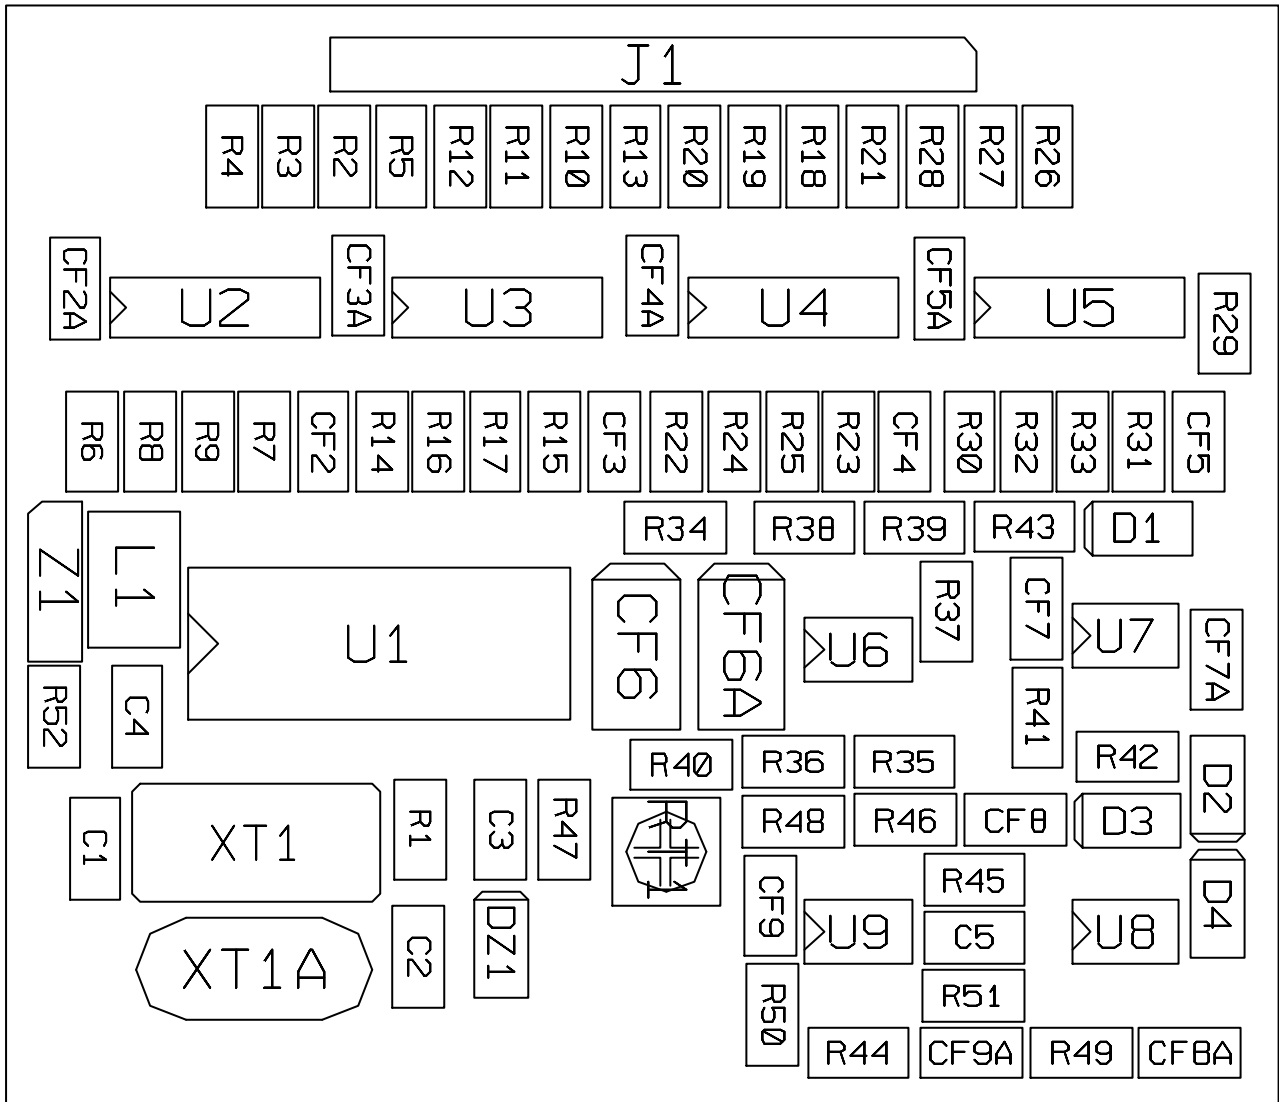 J1
R4 R3 R2 R5 R12 R11 R10 R13 R20 R19 R18 R21 R28 R27 R26
CF2A U2 CF3A U3 CF4A U4 CF5A U5 R29
R6 R8 R9 R7 CF2 R14 R16 R17 R15 CF3 R22 R24 R25 R23 CF4 R30 R32 R33 R31 CF5
R34 R38 R39 R43 D1
Z1 L1 U1 CF6 CF6A U6 R37 CF7 U7 CF7A
R52 C4 R41
R40 R36 R35 R42 D2
C1 XT1 R1 C3 R47 PT1 R48 R46 CF8 D3
R45 D4
XT1A C2 DZ1 CF9 U9 C5 U8
R50 R51
R44 CF9A R49 CF8A